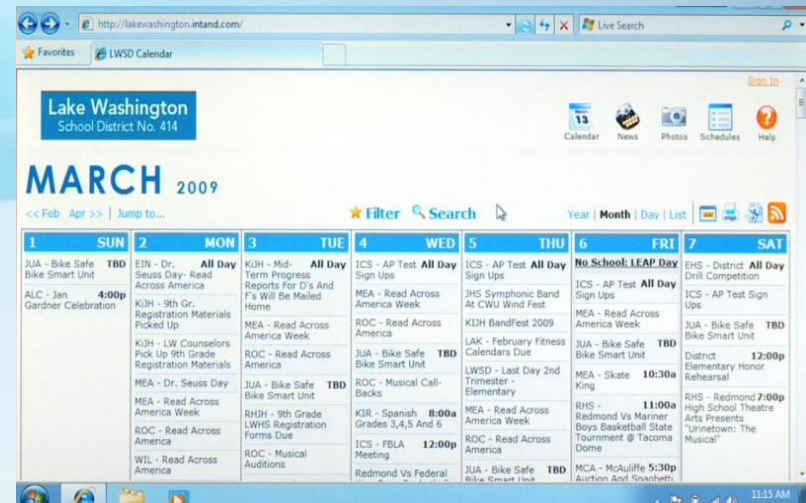 http://lakewashington.intand.com/
Live Search
Favorites
LWSD Calendar
Sign In
Lake Washington
School District No. 414
13
Calendar
News
Photos
Schedules
Help
MARCH 2009
<< Feb Apr >> | Jump to...
Filter
Search
Year | Month | Day | List
1 SUN
JUA - Bike Safe TBD
Bike Smart Unit
ALC - Jan 4:00p
Gardner Celebration
2 MON
EIN - Dr. All Day
Seuss Day- Read
Across America
KiJH - 9th Gr.
Registration Materials
Picked Up
KiJH - LW Counselors
Pick Up 9th Grade
Registration Materials
MEA - Dr. Seuss Day
MEA - Read Across
America Week
ROC - Read Across
America
WIL - Read Across
America
3 TUE
KiJH - Mid- All Day
Term Progress
Reports For D's And
F's Will Be Mailed
Home
MEA - Read Across
America Week
ROC - Read Across
America
JUA - Bike Safe TBD
Bike Smart Unit
RHJH - 9th Grade
LWHS Registration
Forms Due
ROC - Musical
Auditions
4 WED
ICS - AP Test All Day
Sign Ups
MEA - Read Across
America Week
ROC - Read Across
America
JUA - Bike Safe TBD
Bike Smart Unit
ROC - Musical Call-
Backs
KIR - Spanish 8:00a
Grades 3,4,5 And 6
ICS - FBLA 12:00p
Meeting
Redmond Vs Federal
5 THU
ICS - AP Test All Day
Sign Ups
JHS Symphonic Band
At CWU Wind Fest
KIJH BandFest 2009
LAK - February Fitness
Calendars Due
LWSD - Last Day 2nd
Trimester -
Elementary
MEA - Read Across
America Week
ROC - Read Across
America
JUA - Bike Safe TBD
Bike Smart Unit
6 FRI
No School: LEAP Day
ICS - AP Test All Day
Sign Ups
MEA - Read Across
America Week
JUA - Bike Safe TBD
Bike Smart Unit
MEA - Skate 10:30a
King
RHS - 11:00a
Redmond Vs Mariner
Boys Basketball State
Tournment @ Tacoma
Dome
MCA - McAuliffe 5:30p
Auction And Spaghetti
7 SAT
EHS - District All Day
Drill Competition
ICS - AP Test Sign
Ups
JUA - Bike Safe TBD
Bike Smart Unit
District 12:00p
Elementary Honor
Rehearsal
RHS - Redmond 7:00p
High School Theatre
Arts Presents
"Urinetown: The
Musical"
11:15 AM